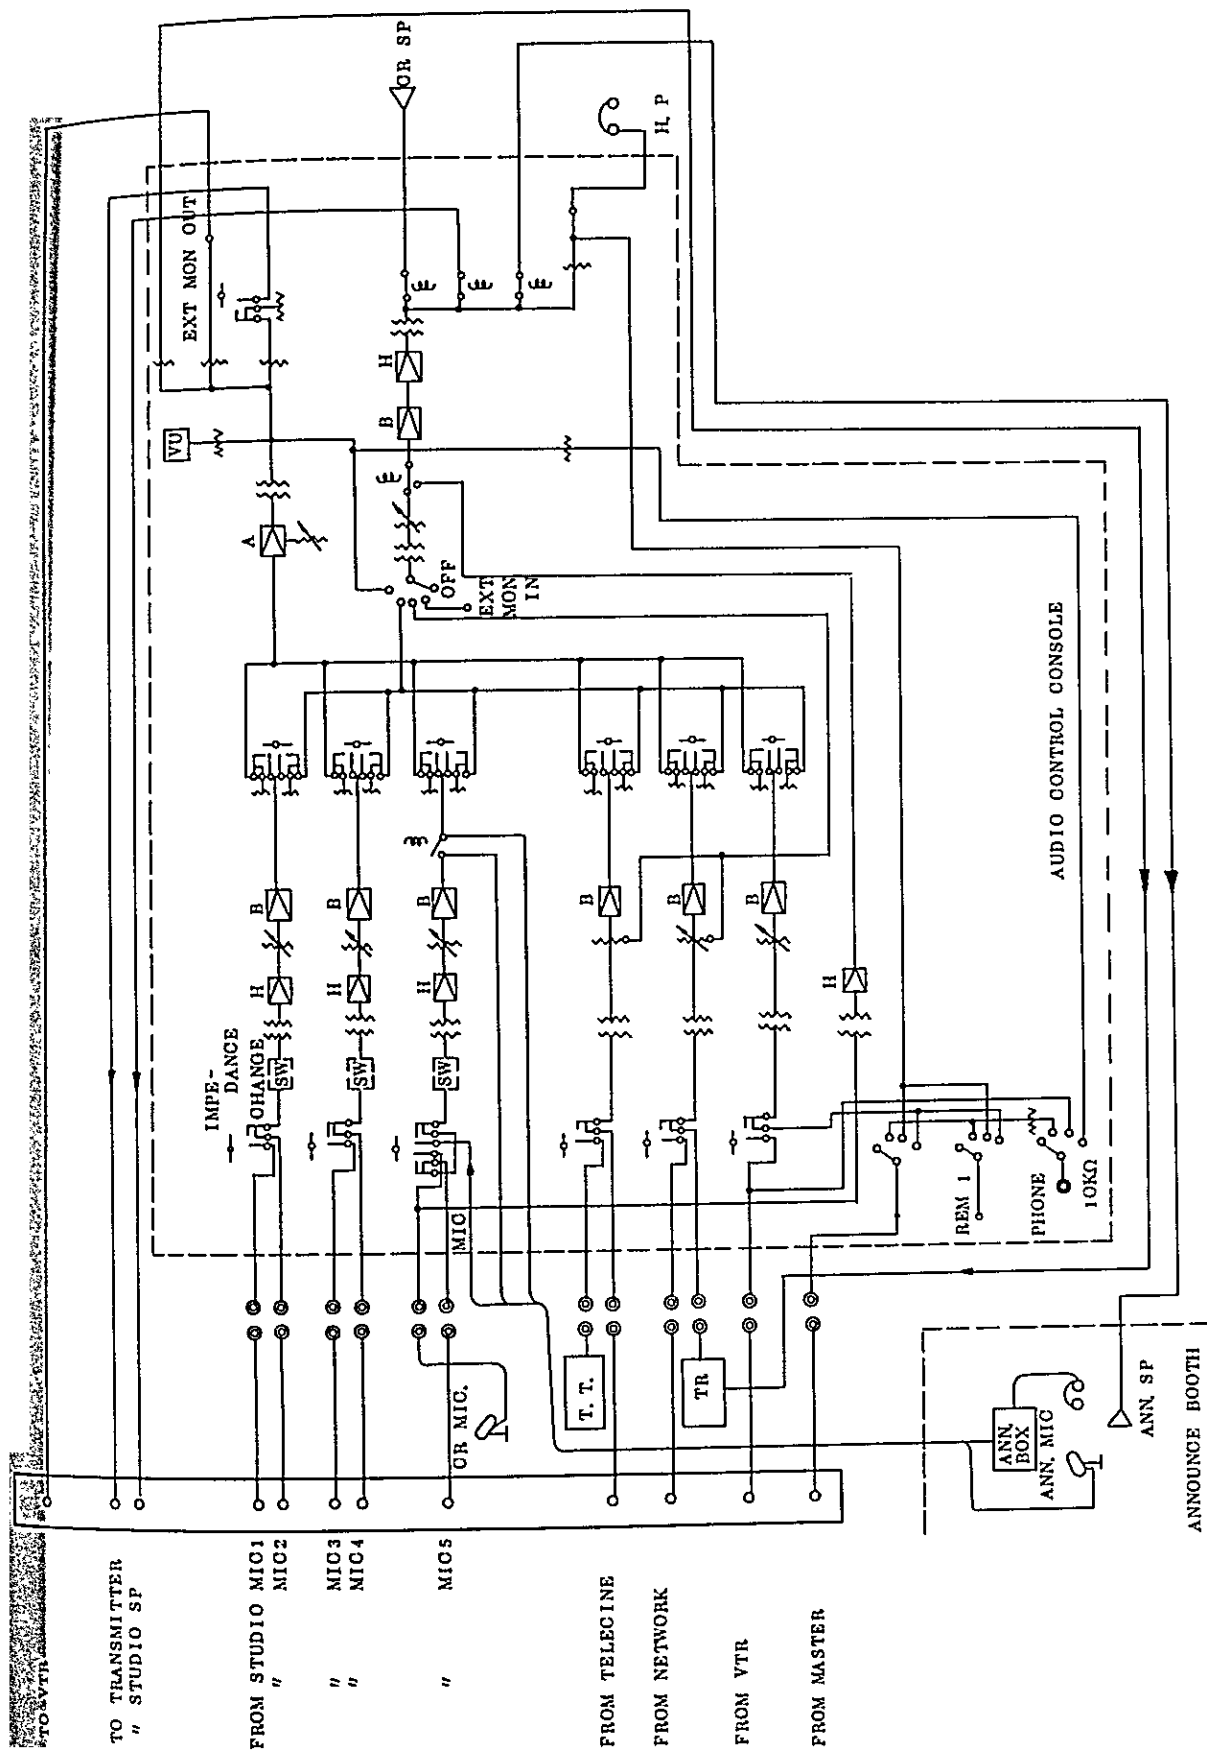 TO VTR
TO TRANSMITTER
" STUDIO SP
FROM STUDIO MIC1
" MIC2
" MIC3
" MIC4
" MIC5
FROM TELECINE
FROM NETWORK
FROM VTR
FROM MASTER
CR MIC.
T. T.
TR
ANN.
BOX
ANN. MIC
ANN. SP
ANNOUNCE BOOTH
MIC
IMPE-
DANCE
CHANGE
SW
SW
SW
REM 1
PHONE
10KΩ
H
H
H
H
B
B
B
B
B
B
AUDIO CONTROL CONSOLE
OFF
EXT
MON
IN
A
VU
B
H
EXT MON OUT
CR SP
H. P